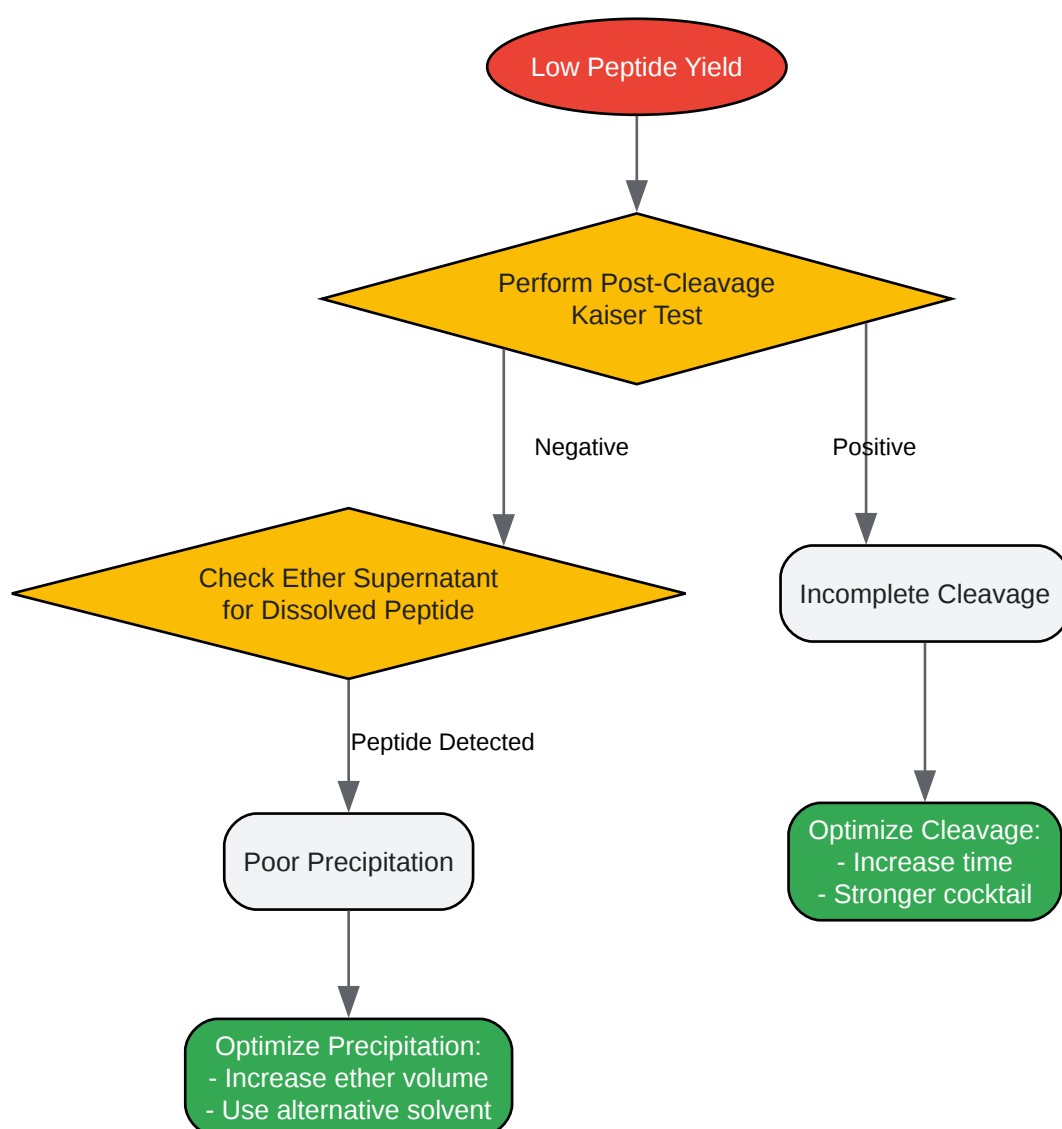 Low Peptide Yield
Perform Post-Cleavage
Kaiser Test
Negative
Positive
Check Ether Supernatant
for Dissolved Peptide
Incomplete Cleavage
Peptide Detected
Poor Precipitation
Optimize Cleavage:
- Increase time
- Stronger cocktail
Optimize Precipitation:
- Increase ether volume
- Use alternative solvent